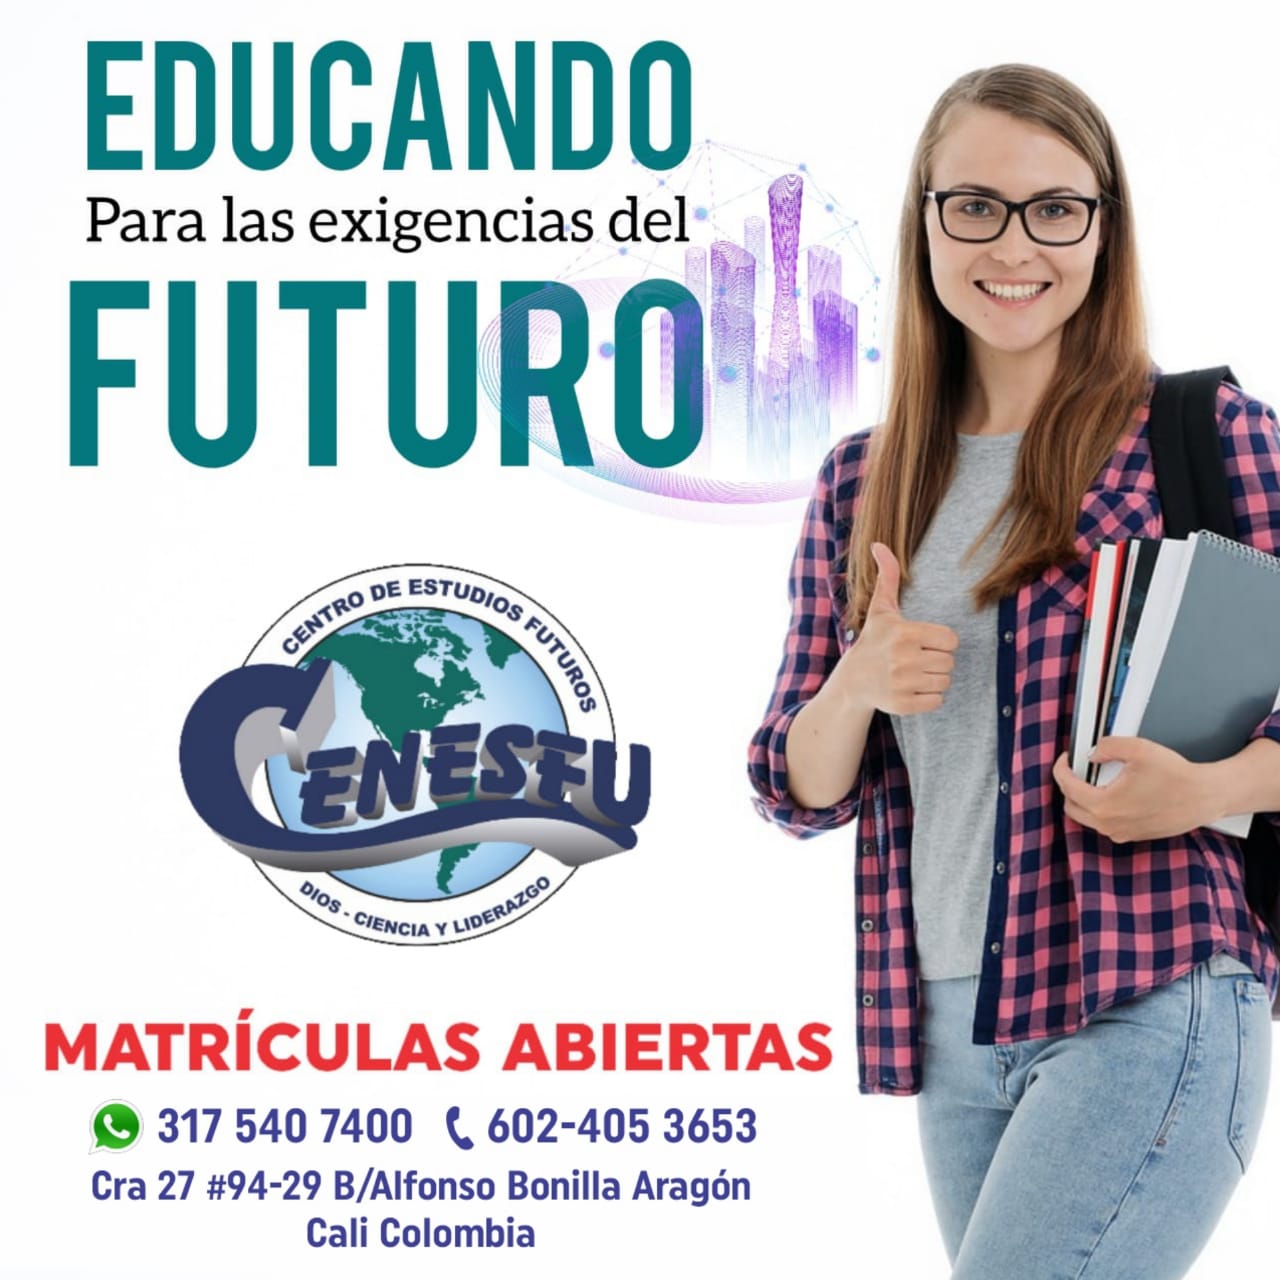 EDUCANDO
Para las exigencias del
FUTURO
CENTRO DE ESTUDIOS FUTUROS
CENESFU
DIOS - CIENCIA Y LIDERAZGO
MATRÍCULAS ABIERTAS
317 540 7400 602-405 3653
Cra 27 #94-29 B/Alfonso Bonilla Aragón
Cali Colombia